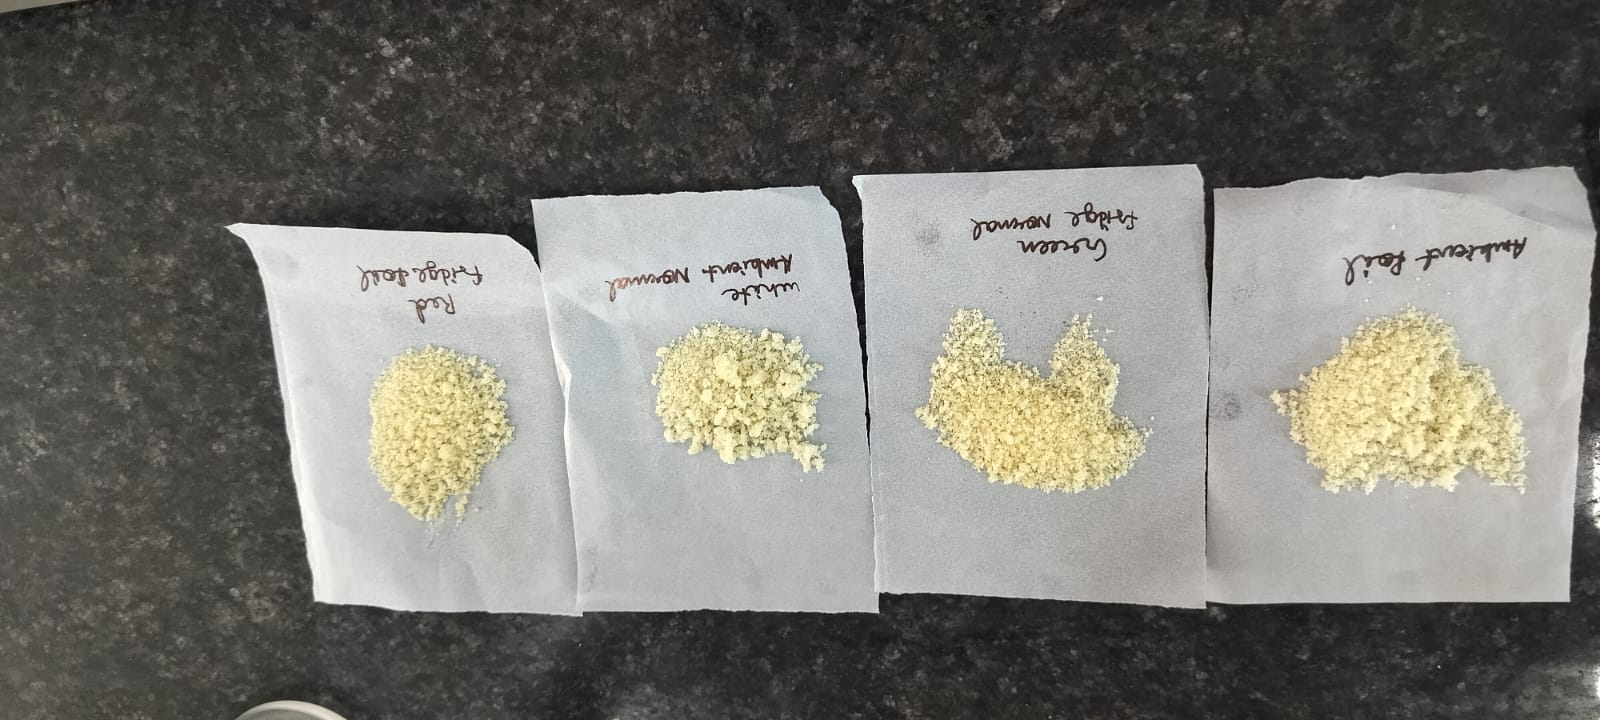 Ambient foil
Green
fridge Normal
white
Ambient Normal
Red
fridge foil